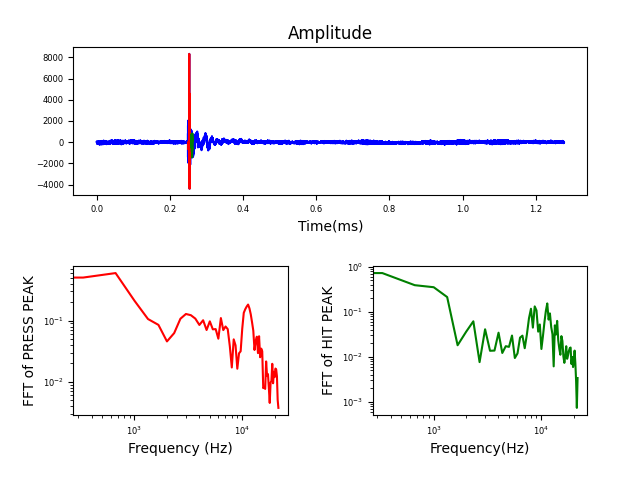 Amplitude
8000
6000
4000
2000
0
−2000
−4000
0.0 0.2 0.4 0.6 0.8 1.0 1.2
Time(ms)
FFT of PRESS PEAK
10⁻¹
10⁻²
10³ 10⁴
Frequency (Hz)
FFT of HIT PEAK
10⁰
10⁻¹
10⁻²
10⁻³
10³ 10⁴
Frequency(Hz)